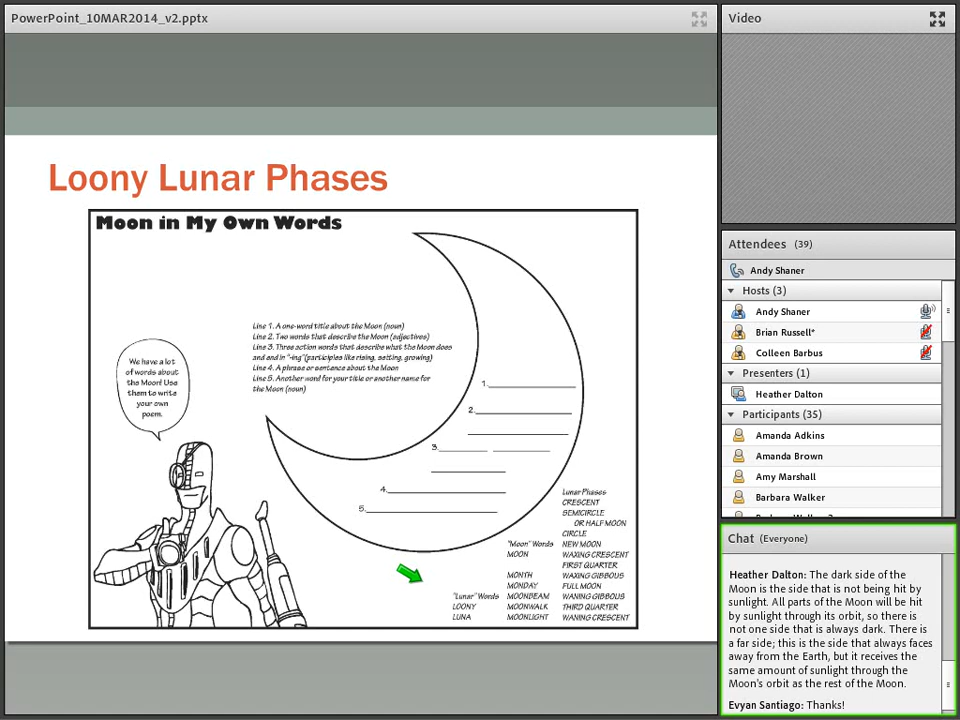 PowerPoint_10MAR2014_v2.pptx
Loony Lunar Phases
Moon in My Own Words
Line 1. A one-word title about the Moon (noun)
Line 2. Two words that describe the Moon (adjectives)
Line 3. Three action words that describe what the Moon does
and end in "-ing"(participles like rising, setting, growing)
Line 4. A phrase or sentence about the Moon
Line 5. Another word for your title or another name for
the Moon (noun)
We have a lot
of words about
the Moon! Use
them to write
your own
poem.
1.
2.
3.
4.
5.
"Lunar" Words
LOONY
LUNA
"Moon" Words
MOON
MONTH
MONDAY
MOONBEAM
MOONWALK
MOONLIGHT
Lunar Phases
CRESCENT
SEMICIRCLE
OR HALF MOON
CIRCLE
NEW MOON
WAXING CRESCENT
FIRST QUARTER
WAXING GIBBOUS
FULL MOON
WANING GIBBOUS
THIRD QUARTER
WANING CRESCENT
Video
Attendees (39)
Andy Shaner
Hosts (3)
Andy Shaner
Brian Russell*
Colleen Barbus
Presenters (1)
Heather Dalton
Participants (35)
Amanda Adkins
Amanda Brown
Amy Marshall
Barbara Walker
Chat (Everyone)
Heather Dalton: The dark side of the
Moon is the side that is not being hit by
sunlight. All parts of the Moon will be hit
by sunlight through its orbit, so there is
not one side that is always dark. There is
a far side; this is the side that always faces
away from the Earth, but it receives the
same amount of sunlight through the
Moon's orbit as the rest of the Moon.
Evyan Santiago: Thanks!